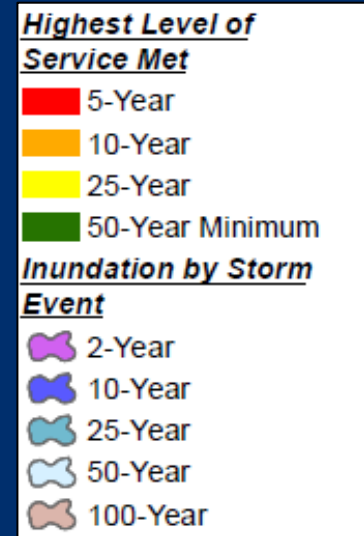 Highest Level of
Service Met
5-Year
10-Year
25-Year
50-Year Minimum
Inundation by Storm
Event
2-Year
10-Year
25-Year
50-Year
100-Year